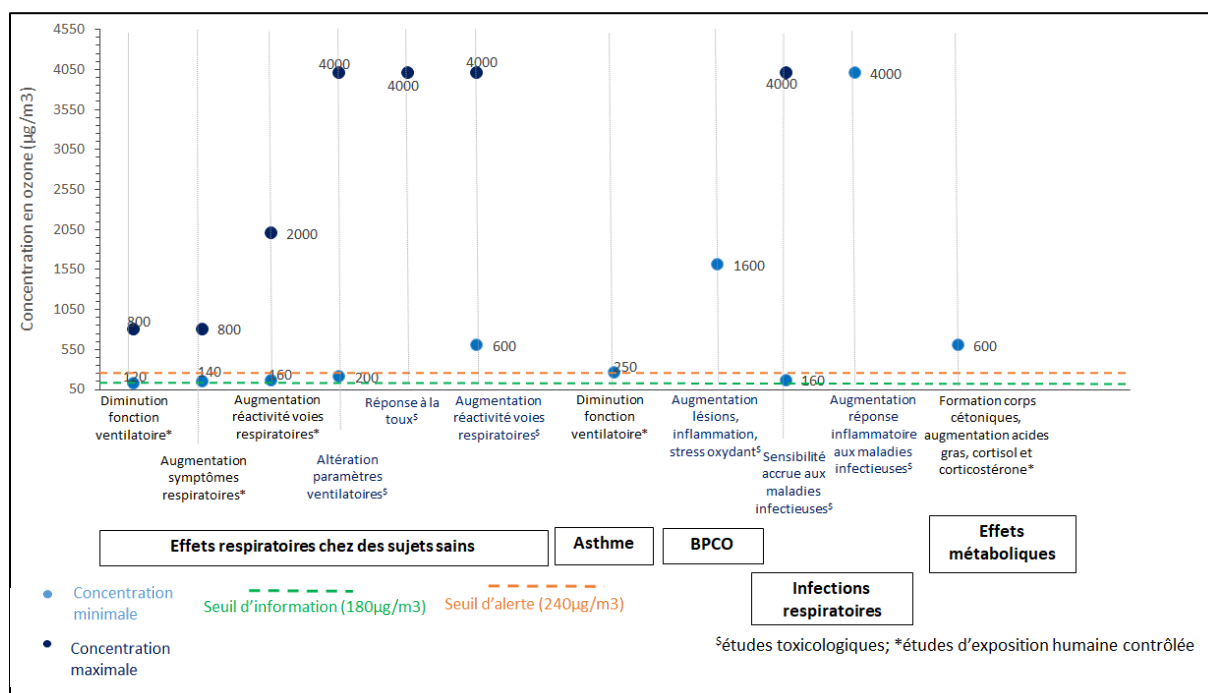 Concentration en ozone (µg/m3)
4550
4050
3550
3050
2550
2050
1550
1050
550
50
800
120
800
140
2000
160
4000
200
4000
4000
600
250
1600
4000
160
4000
600
Diminution
fonction
ventilatoire*
Augmentation
symptômes
respiratoires*
Augmentation
réactivité voies
respiratoires*
Altération
paramètres
ventilatoires$
Réponse à la
toux$
Augmentation
réactivité voies
respiratoires$
Diminution
fonction
ventilatoire*
Augmentation
lésions,
inflammation,
stress oxydant$
Sensibilité
accrue aux
maladies
infectieuses$
Augmentation
réponse
inflammatoire
aux maladies
infectieuses$
Formation corps
cétoniques,
augmentation acides
gras, cortisol et
corticostérone*
Effets respiratoires chez des sujets sains
Asthme
BPCO
Infections
respiratoires
Effets
métaboliques
Concentration
minimale
Concentration
maximale
Seuil d'information (180µg/m3)
Seuil d'alerte (240µg/m3)
$études toxicologiques; *études d'exposition humaine contrôlée